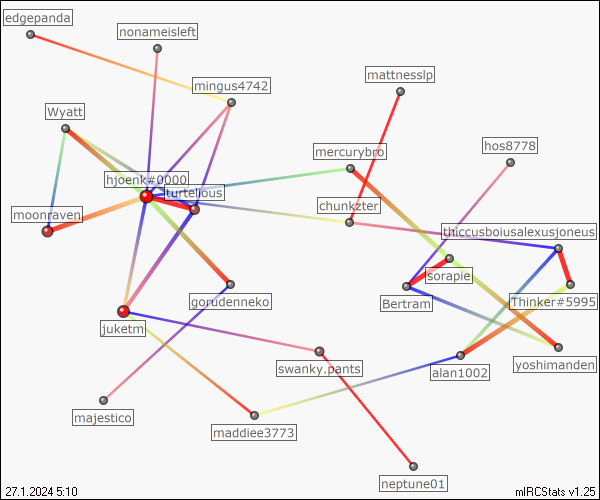 edgepanda
nonameisleft
mingus4742
mattnesslp
Wyatt
mercurybro
hos8778
hjoenk#0000
turtelious
chunkzter
moonraven
thiccusboiusalexusjoneus
sorapie
gorudenneko
Bertram
Thinker#5995
juketm
swanky.pants
alan1002
yoshimanden
majestico
maddiee3773
neptune01
27.1.2024 5:10
mIRCStats v1.25